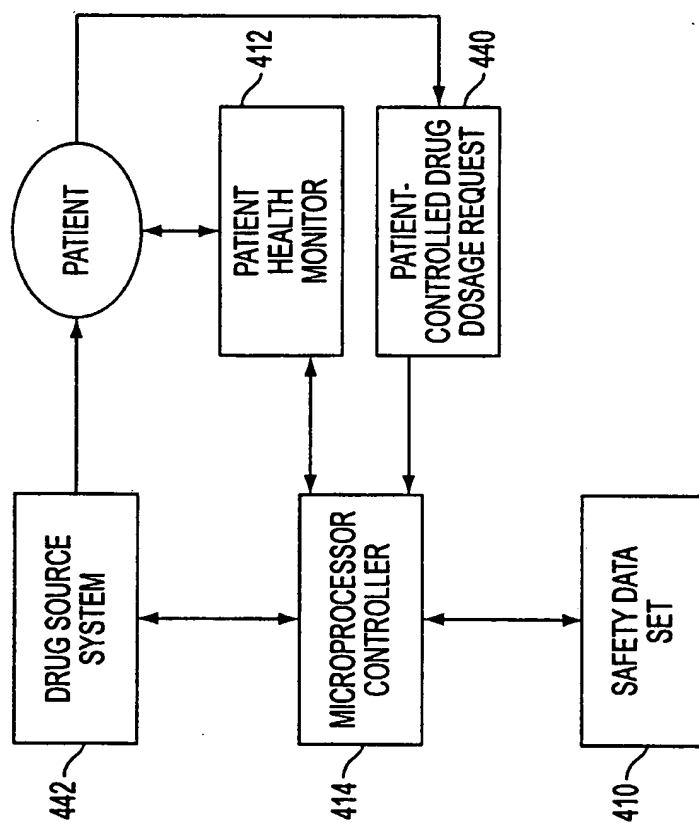 PATIENT
412
PATIENT
HEALTH
MONITOR
440
PATIENT-
CONTROLLED DRUG
DOSAGE REQUEST
442
DRUG SOURCE
SYSTEM
414
MICROPROCESSOR
CONTROLLER
410
SAFETY DATA
SET